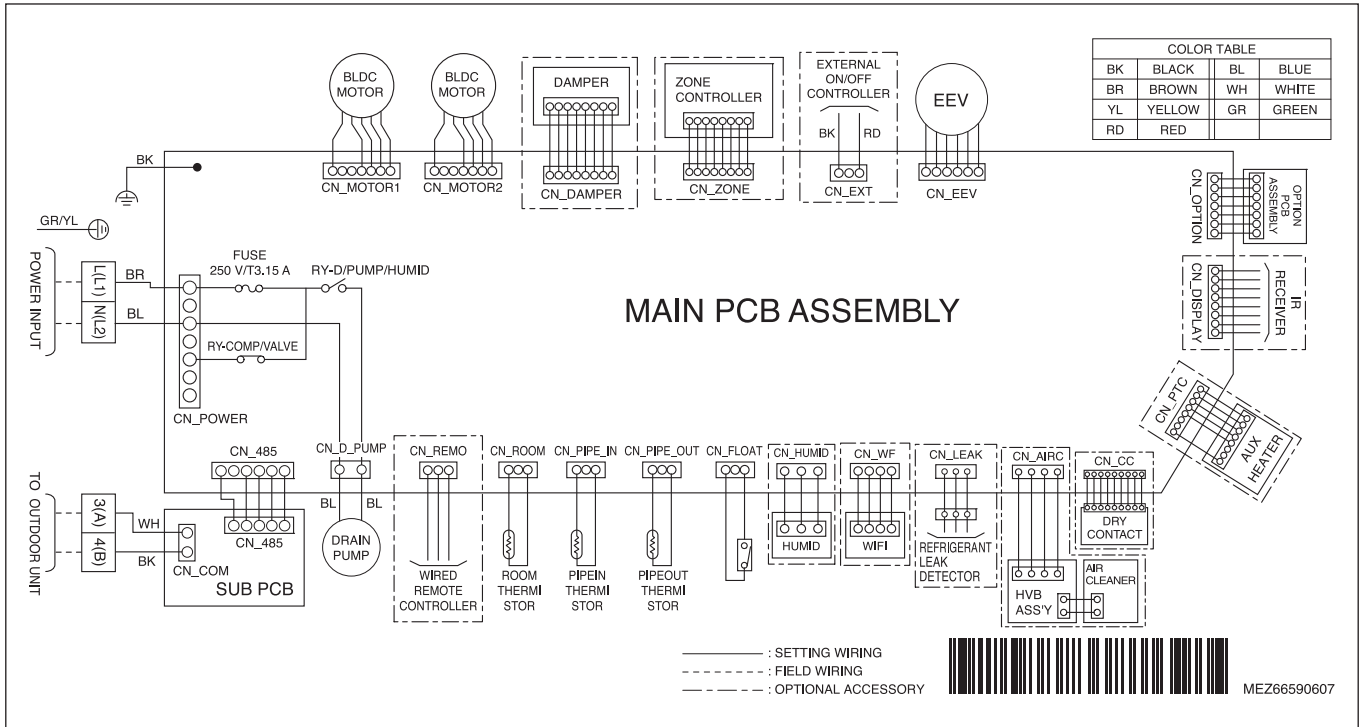 BLDC
MOTOR
CN_MOTOR1
BLDC
MOTOR
CN_MOTOR2
DAMPER
CN_DAMPER
ZONE
CONTROLLER
CN_ZONE
EXTERNAL
ON/OFF
CONTROLLER
BK RD
CN_EXT
EEV
CN_EEV
COLOR TABLE
BK BLACK BL BLUE
BR BROWN WH WHITE
YL YELLOW GR GREEN
RD RED
BK
GR/YL
POWER INPUT
L(L1)
N(L2)
BR
BL
FUSE
250 V/T3.15 A
RY-D/PUMP/HUMID
RY-COMP/VALVE
CN_POWER
MAIN PCB ASSEMBLY
CN_OPTION
OPTION
PCB
ASSEMBLY
CN_DISPLAY
IR
RECEIVER
CN_PTC
AUX
HEATER
TO OUTDOOR UNIT
3(A)
4(B)
WH
BK
CN_485
CN_485
CN_COM
SUB PCB
CN_D_PUMP
BL BL
DRAIN
PUMP
CN_REMO
WIRED
REMOTE
CONTROLLER
CN_ROOM
ROOM
THERMI
STOR
CN_PIPE_IN
PIPEIN
THERMI
STOR
CN_PIPE_OUT
PIPEOUT
THERMI
STOR
CN_FLOAT
CN_HUMID
HUMID
CN_WF
WIFI
CN_LEAK
REFRIGERANT
LEAK
DETECTOR
CN_AIRC
HVB
ASS'Y
AIR
CLEANER
CN_CC
DRY
CONTACT
: SETTING WIRING
: FIELD WIRING
: OPTIONAL ACCESSORY
MEZ66590607